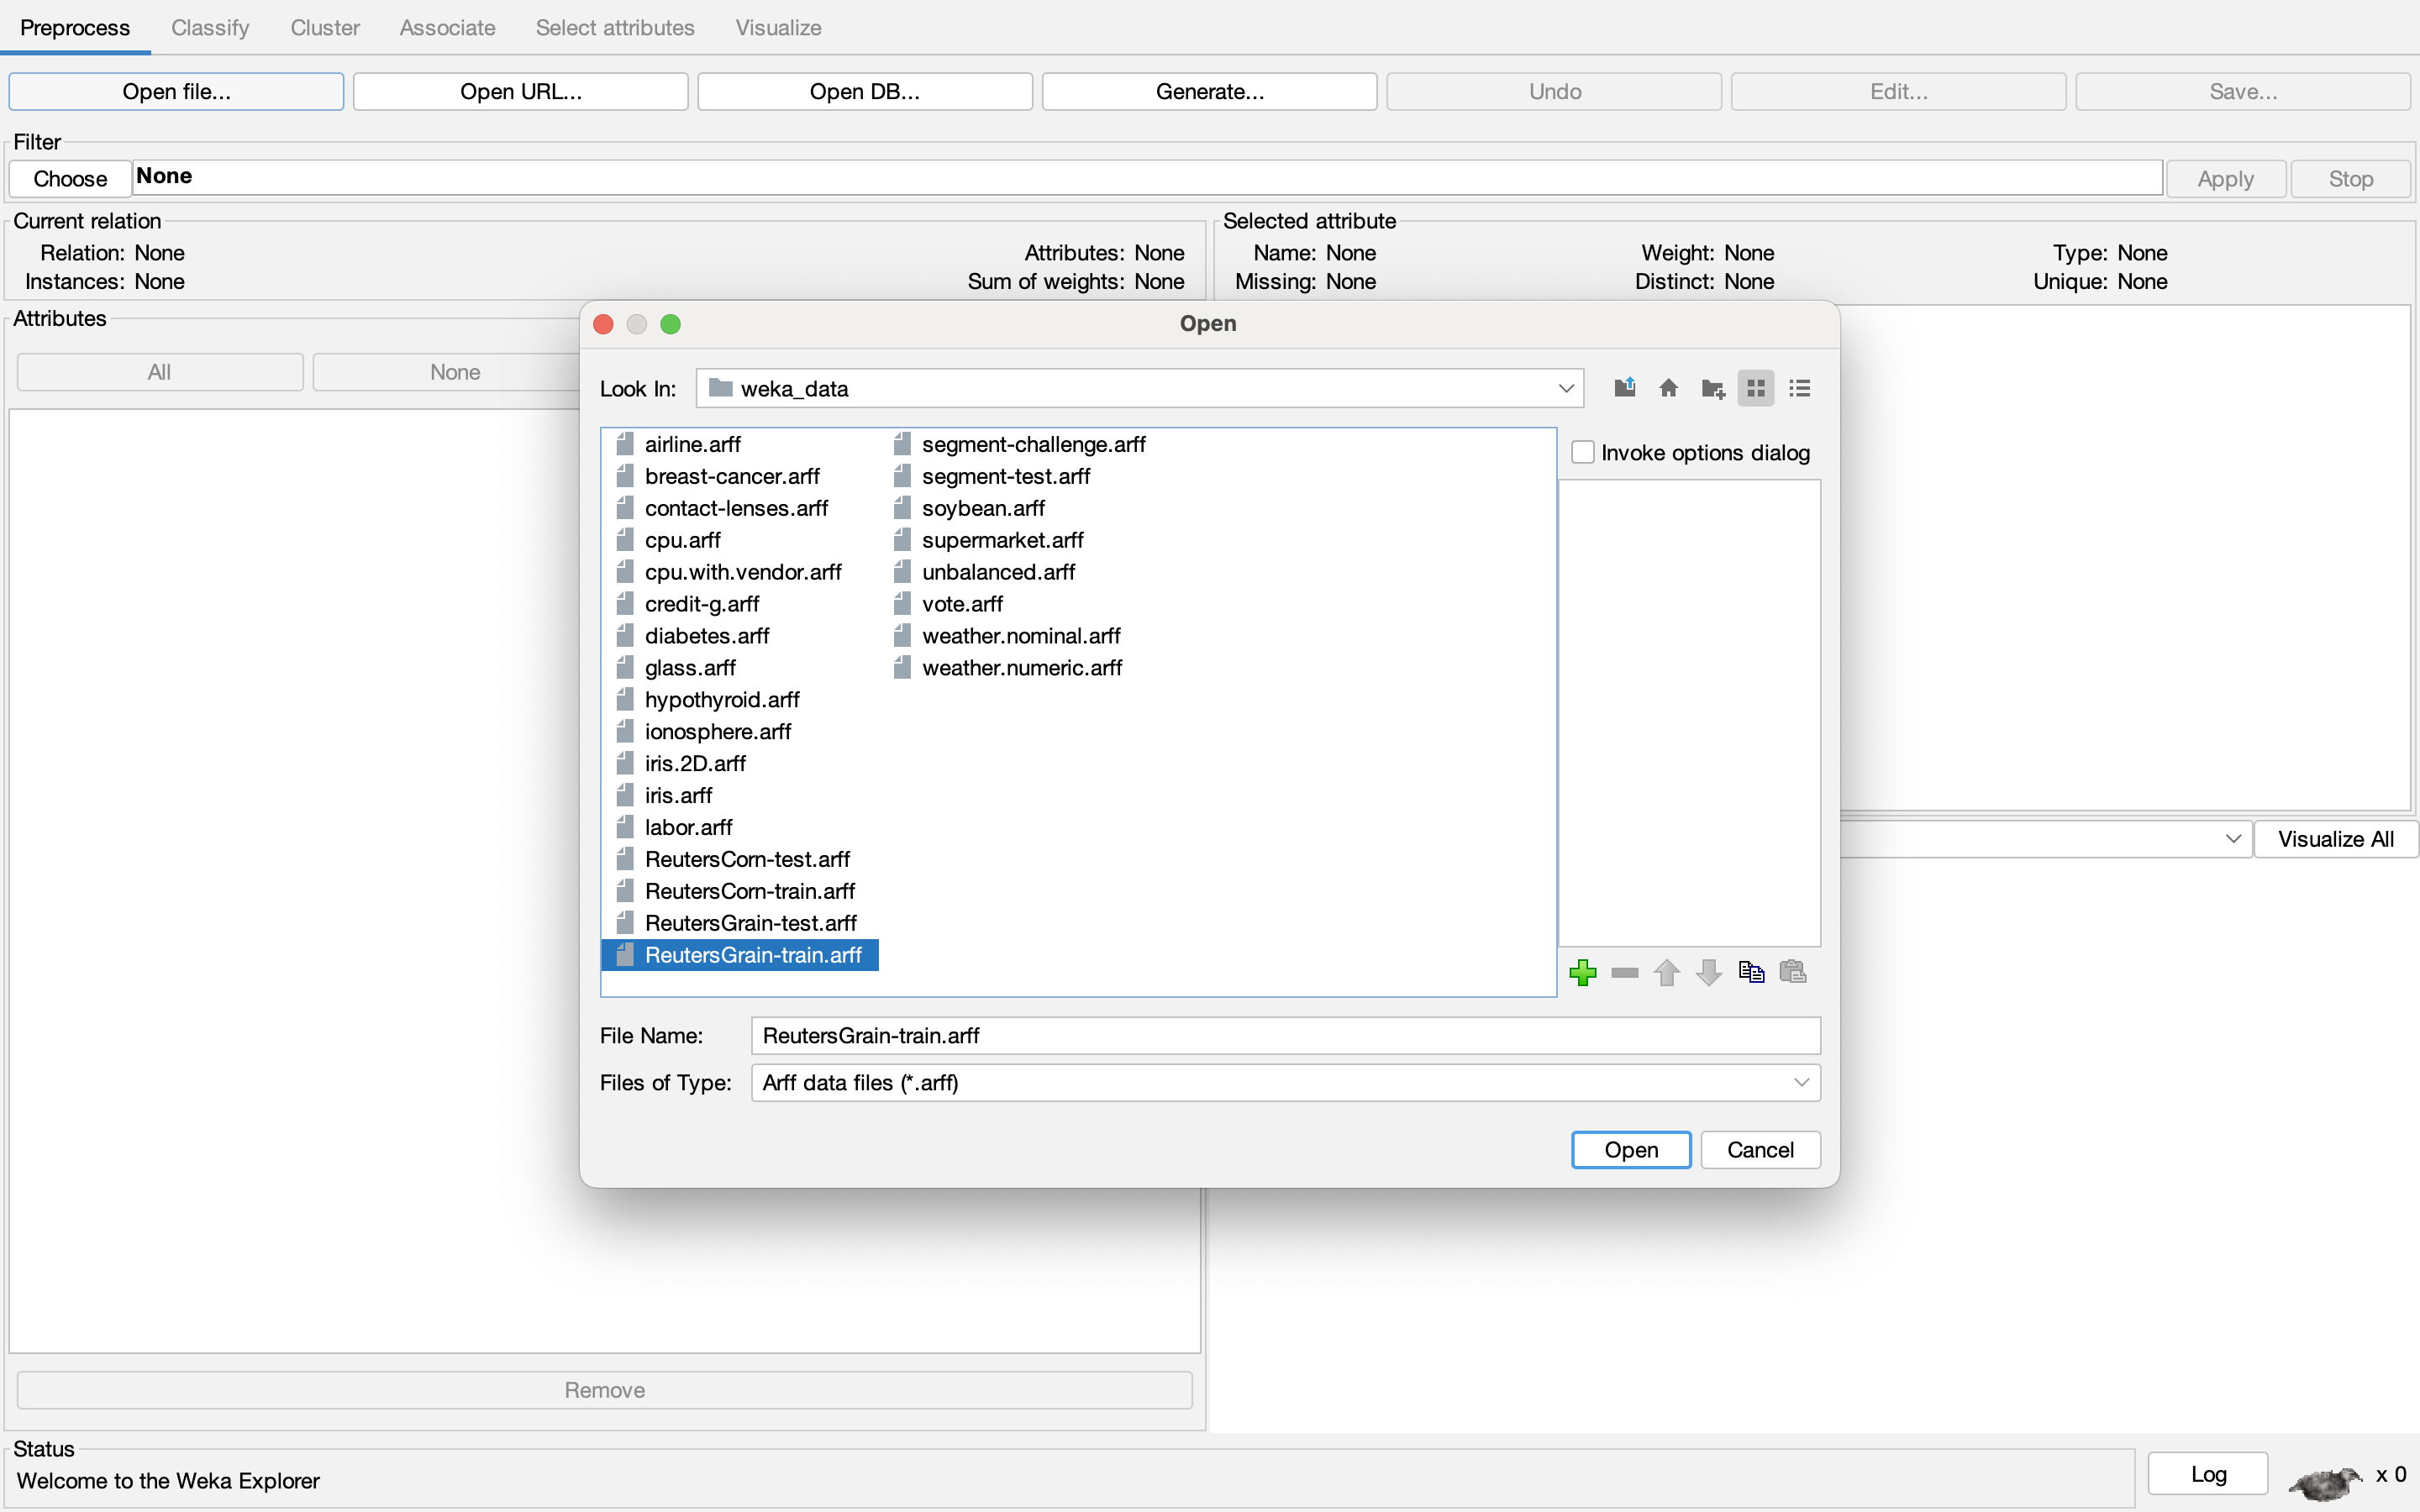 Preprocess Classify Cluster Associate Select attributes Visualize
Open file... Open URL... Open DB... Generate... Undo Edit... Save...
Filter
Choose None Apply Stop
Current relation
Relation: None Attributes: None
Instances: None Sum of weights: None
Selected attribute
Name: None Weight: None Type: None
Missing: None Distinct: None Unique: None
Attributes
All None
Open
Look In: weka_data
airline.arff
breast-cancer.arff
contact-lenses.arff
cpu.arff
cpu.with.vendor.arff
credit-g.arff
diabetes.arff
glass.arff
hypothyroid.arff
ionosphere.arff
iris.2D.arff
iris.arff
labor.arff
ReutersCorn-test.arff
ReutersCorn-train.arff
ReutersGrain-test.arff
ReutersGrain-train.arff
segment-challenge.arff
segment-test.arff
soybean.arff
supermarket.arff
unbalanced.arff
vote.arff
weather.nominal.arff
weather.numeric.arff
Invoke options dialog
File Name: ReutersGrain-train.arff
Files of Type: Arff data files (*.arff)
Open Cancel
Visualize All
Remove
Status
Welcome to the Weka Explorer
Log x 0